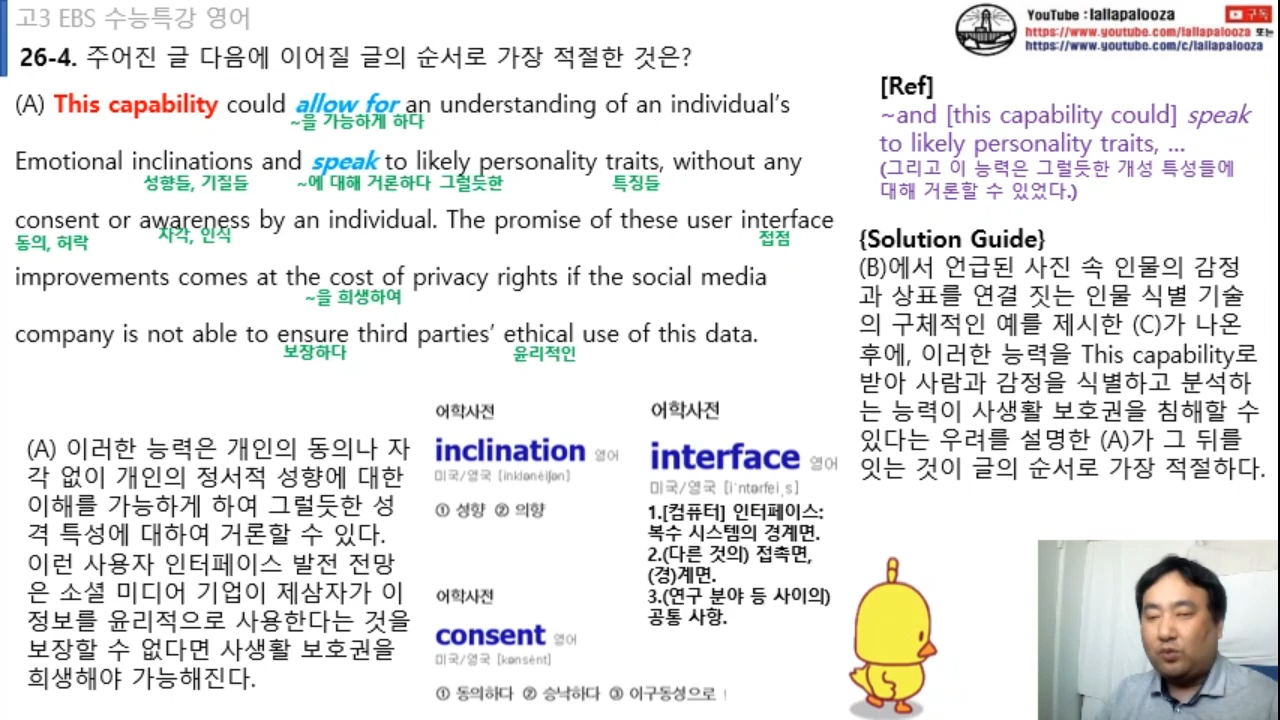 고3 EBS 수능특강 영어
YouTube : lallapalooza
구독
https://www.youtube.com/lallapalooza 또는
https://www.youtube.com/c/lallapalooza
26-4. 주어진 글 다음에 이어질 글의 순서로 가장 적절한 것은?
(A) This capability could allow for an understanding of an individual's
~을 가능하게 하다
Emotional inclinations and speak to likely personality traits, without any
성향들, 기질들 ~에 대해 거론하다 그럴듯한 특징들
consent or awareness by an individual. The promise of these user interface
동의, 허락 자각, 인식 접점
improvements comes at the cost of privacy rights if the social media
~을 희생하여
company is not able to ensure third parties' ethical use of this data.
보장하다 윤리적인
[Ref]
~and [this capability could] speak
to likely personality traits, ...
(그리고 이 능력은 그럴듯한 개성 특성들에
대해 거론할 수 있었다.)
{Solution Guide}
(B)에서 언급된 사진 속 인물의 감정
과 상표를 연결 짓는 인물 식별 기술
의 구체적인 예를 제시한 (C)가 나온
후에, 이러한 능력을 This capability로
받아 사람과 감정을 식별하고 분석하
는 능력이 사생활 보호권을 침해할 수
있다는 우려를 설명한 (A)가 그 뒤를
잇는 것이 글의 순서로 가장 적절하다.
(A) 이러한 능력은 개인의 동의나 자
각 없이 개인의 정서적 성향에 대한
이해를 가능하게 하여 그럴듯한 성
격 특성에 대하여 거론할 수 있다.
이런 사용자 인터페이스 발전 전망
은 소셜 미디어 기업이 제삼자가 이
정보를 윤리적으로 사용한다는 것을
보장할 수 없다면 사생활 보호권을
희생해야 가능해진다.
어학사전
inclination 영어
미국/영국 [ìnklənéiʃən]
① 성향 ② 의향
어학사전
consent 영어
미국/영국 [kənsént]
① 동의하다 ② 승낙하다 ③ 이구동성으로
어학사전
interface 영어
미국/영국 [íˈntərfeiˌs]
1.[컴퓨터] 인터페이스:
복수 시스템의 경계면.
2.(다른 것의) 접촉면,
(경)계면.
3.(연구 분야 등 사이의)
공통 사항.